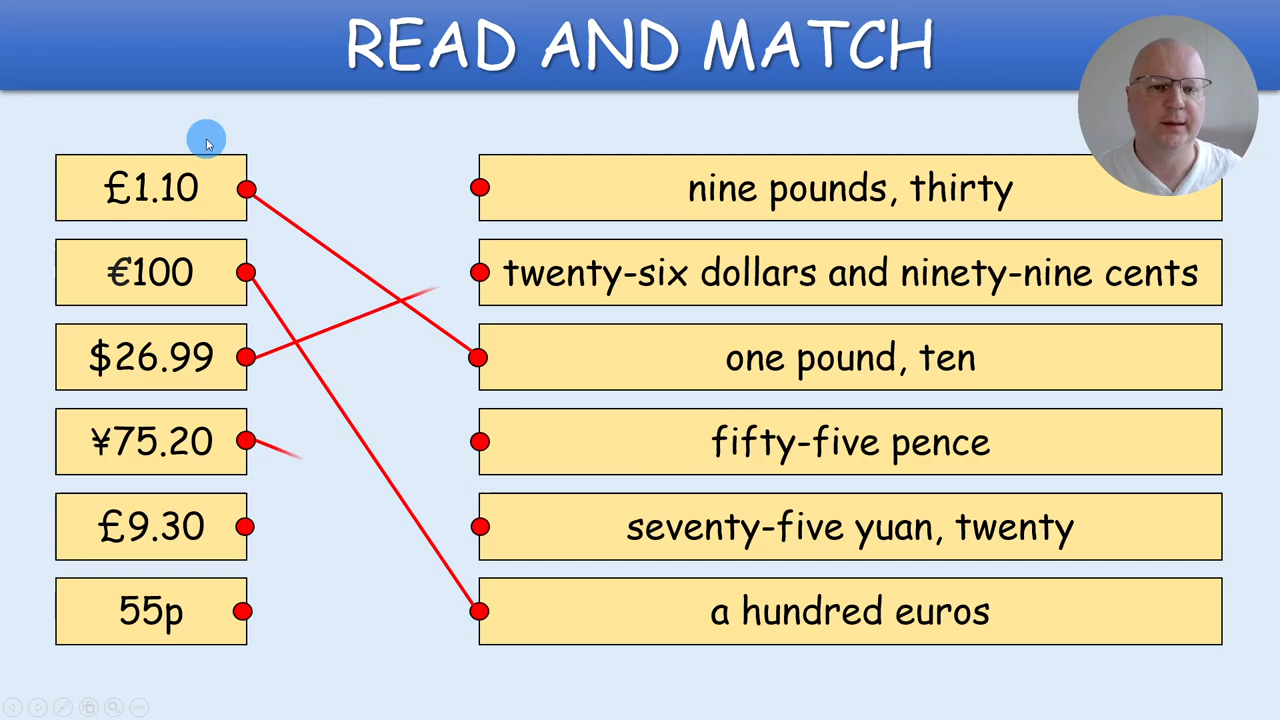 READ AND MATCH
£1.10
nine pounds, thirty
€100
twenty-six dollars and ninety-nine cents
$26.99
one pound, ten
¥75.20
fifty-five pence
£9.30
seventy-five yuan, twenty
55p
a hundred euros